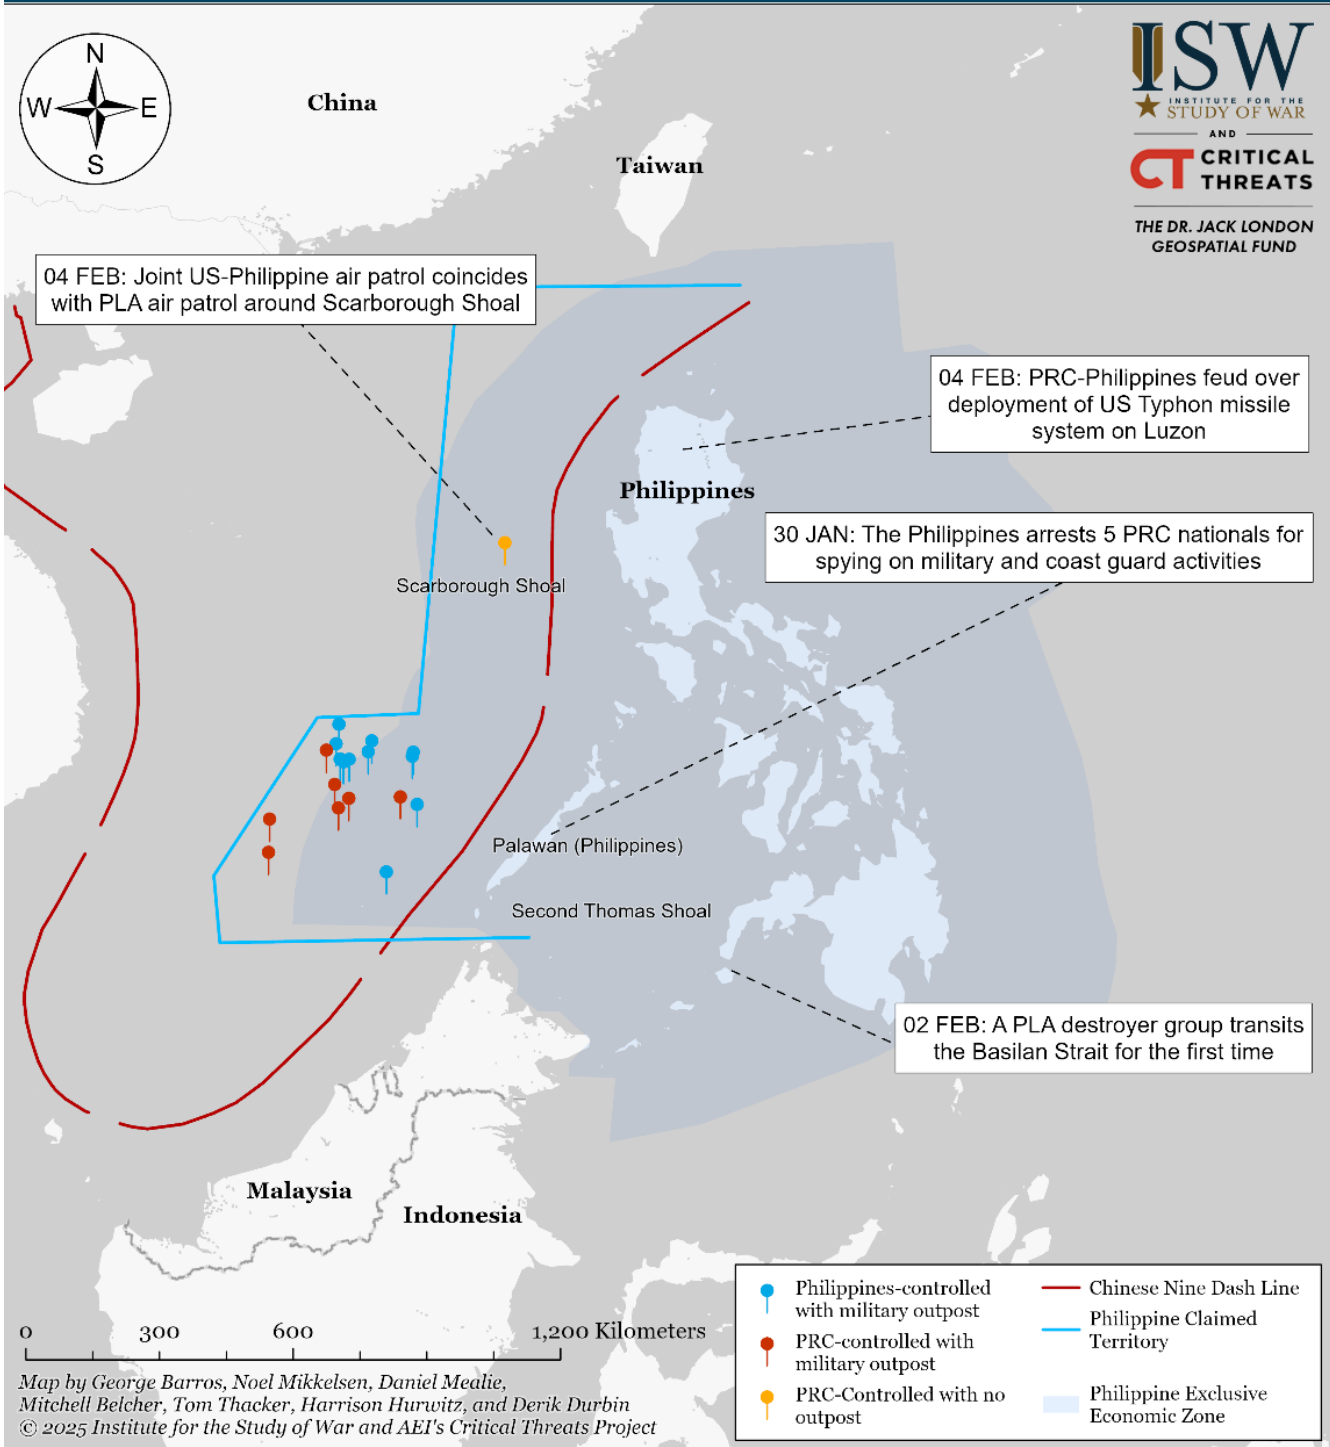 N
W
E
S
China
Taiwan
ISW
INSTITUTE FOR THE
STUDY OF WAR
AND
CT CRITICAL
THREATS
THE DR. JACK LONDON
GEOSPATIAL FUND
04 FEB: Joint US-Philippine air patrol coincides
with PLA air patrol around Scarborough Shoal
04 FEB: PRC-Philippines feud over
deployment of US Typhon missile
system on Luzon
Philippines
30 JAN: The Philippines arrests 5 PRC nationals for
spying on military and coast guard activities
Scarborough Shoal
Palawan (Philippines)
Second Thomas Shoal
02 FEB: A PLA destroyer group transits
the Basilan Strait for the first time
Malaysia
Indonesia
Philippines-controlled
with military outpost
PRC-controlled with
military outpost
PRC-Controlled with no
outpost
Chinese Nine Dash Line
Philippine Claimed
Territory
Philippine Exclusive
Economic Zone
0 300 600 1,200 Kilometers
Map by George Barros, Noel Mikkelsen, Daniel Mealie,
Mitchell Belcher, Tom Thacker, Harrison Hurwitz, and Derik Durbin
© 2025 Institute for the Study of War and AEI's Critical Threats Project